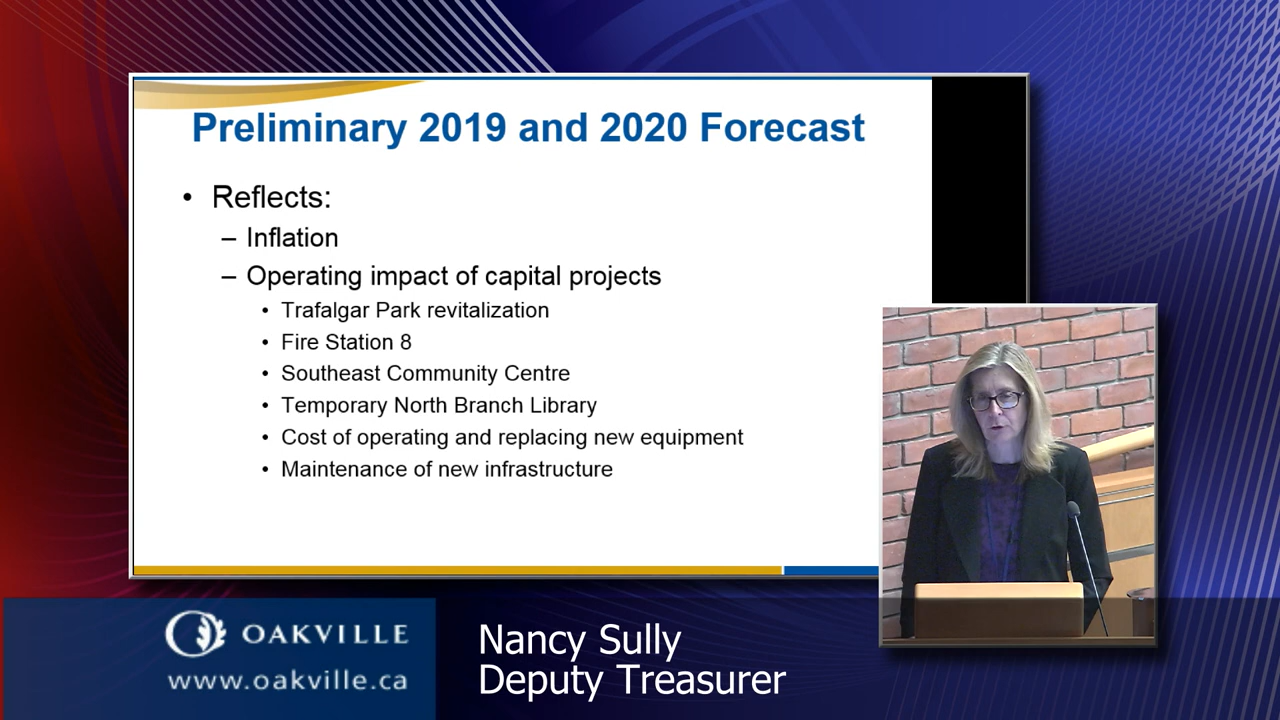 Preliminary 2019 and 2020 Forecast
• Reflects:
– Inflation
– Operating impact of capital projects
• Trafalgar Park revitalization
• Fire Station 8
• Southeast Community Centre
• Temporary North Branch Library
• Cost of operating and replacing new equipment
• Maintenance of new infrastructure
OAKVILLE
www.oakville.ca
Nancy Sully
Deputy Treasurer